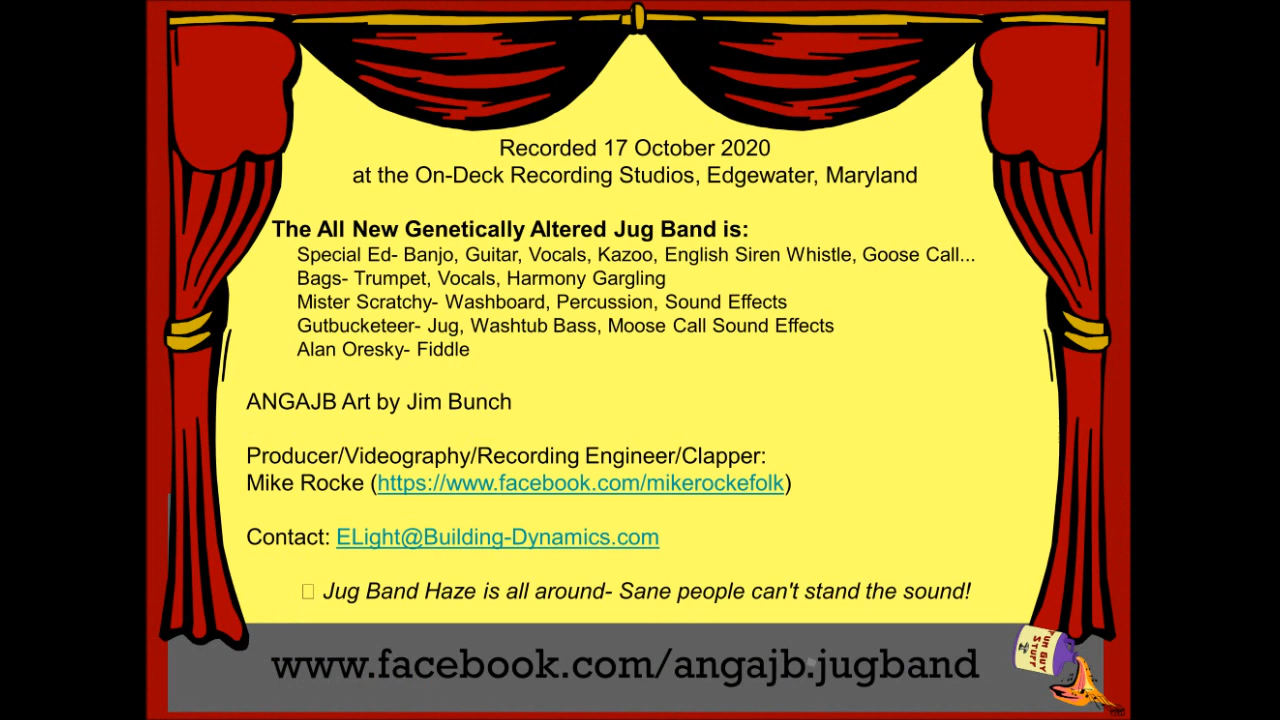 Recorded 17 October 2020
at the On-Deck Recording Studios, Edgewater, Maryland
The All New Genetically Altered Jug Band is:
Special Ed- Banjo, Guitar, Vocals, Kazoo, English Siren Whistle, Goose Call...
Bags- Trumpet, Vocals, Harmony Gargling
Mister Scratchy- Washboard, Percussion, Sound Effects
Gutbucketeer- Jug, Washtub Bass, Moose Call Sound Effects
Alan Oresky- Fiddle
ANGAJB Art by Jim Bunch
Producer/Videography/Recording Engineer/Clapper:
Mike Rocke (https://www.facebook.com/mikerockefolk)
Contact: ELight@Building-Dynamics.com
Jug Band Haze is all around- Sane people can't stand the sound!
www.facebook.com/angajb.jugband
GUY
STUFF